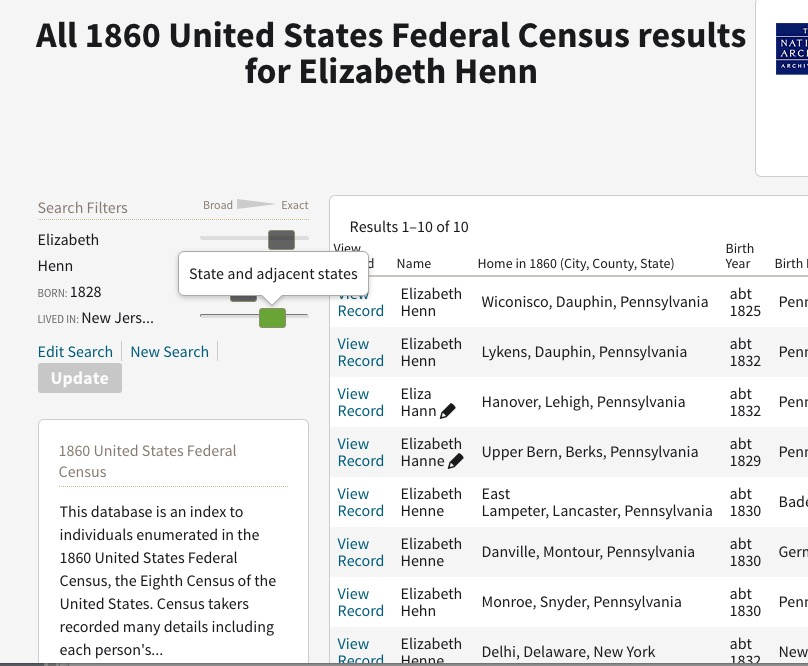 All 1860 United States Federal Census results
for Elizabeth Henn
NATI
ARC
ARCHIV
Search Filters
Broad
Exact
Elizabeth
Henn
BORN: 1828
LIVED IN: New Jers...
State and adjacent states
Edit Search
New Search
Update
1860 United States Federal
Census
This database is an index to
individuals enumerated in the
1860 United States Federal
Census, the Eighth Census of the
United States. Census takers
recorded many details including
each person's...
Results 1–10 of 10
View
Name
Home in 1860 (City, County, State)
Birth
Year
Birth
View
Record
Elizabeth
Henn
Wiconisco, Dauphin, Pennsylvania
abt
1825
Penn
View
Record
Elizabeth
Henn
Lykens, Dauphin, Pennsylvania
abt
1832
Penn
View
Record
Eliza
Hann
Hanover, Lehigh, Pennsylvania
abt
1832
Penn
View
Record
Elizabeth
Hanne
Upper Bern, Berks, Pennsylvania
abt
1829
Penn
View
Record
Elizabeth
Henne
East
Lampeter, Lancaster, Pennsylvania
abt
1830
Bade
View
Record
Elizabeth
Henne
Danville, Montour, Pennsylvania
abt
1830
Gern
View
Record
Elizabeth
Hehn
Monroe, Snyder, Pennsylvania
abt
1830
Penn
View
Record
Elizabeth
Henne
Delhi, Delaware, New York
abt
1832
New